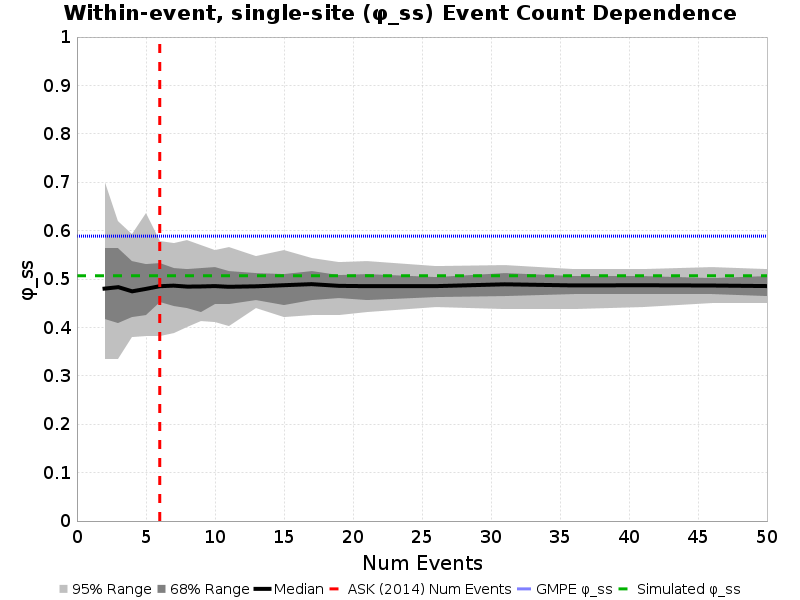 Within-event, single-site (φ_ss) Event Count Dependence
1
0.9
0.8
0.7
0.6
0.5
0.4
0.3
0.2
0.1
0
φ_ss
0 5 10 15 20 25 30 35 40 45 50
Num Events
95% Range 68% Range Median ASK (2014) Num Events GMPE φ_ss Simulated φ_ss